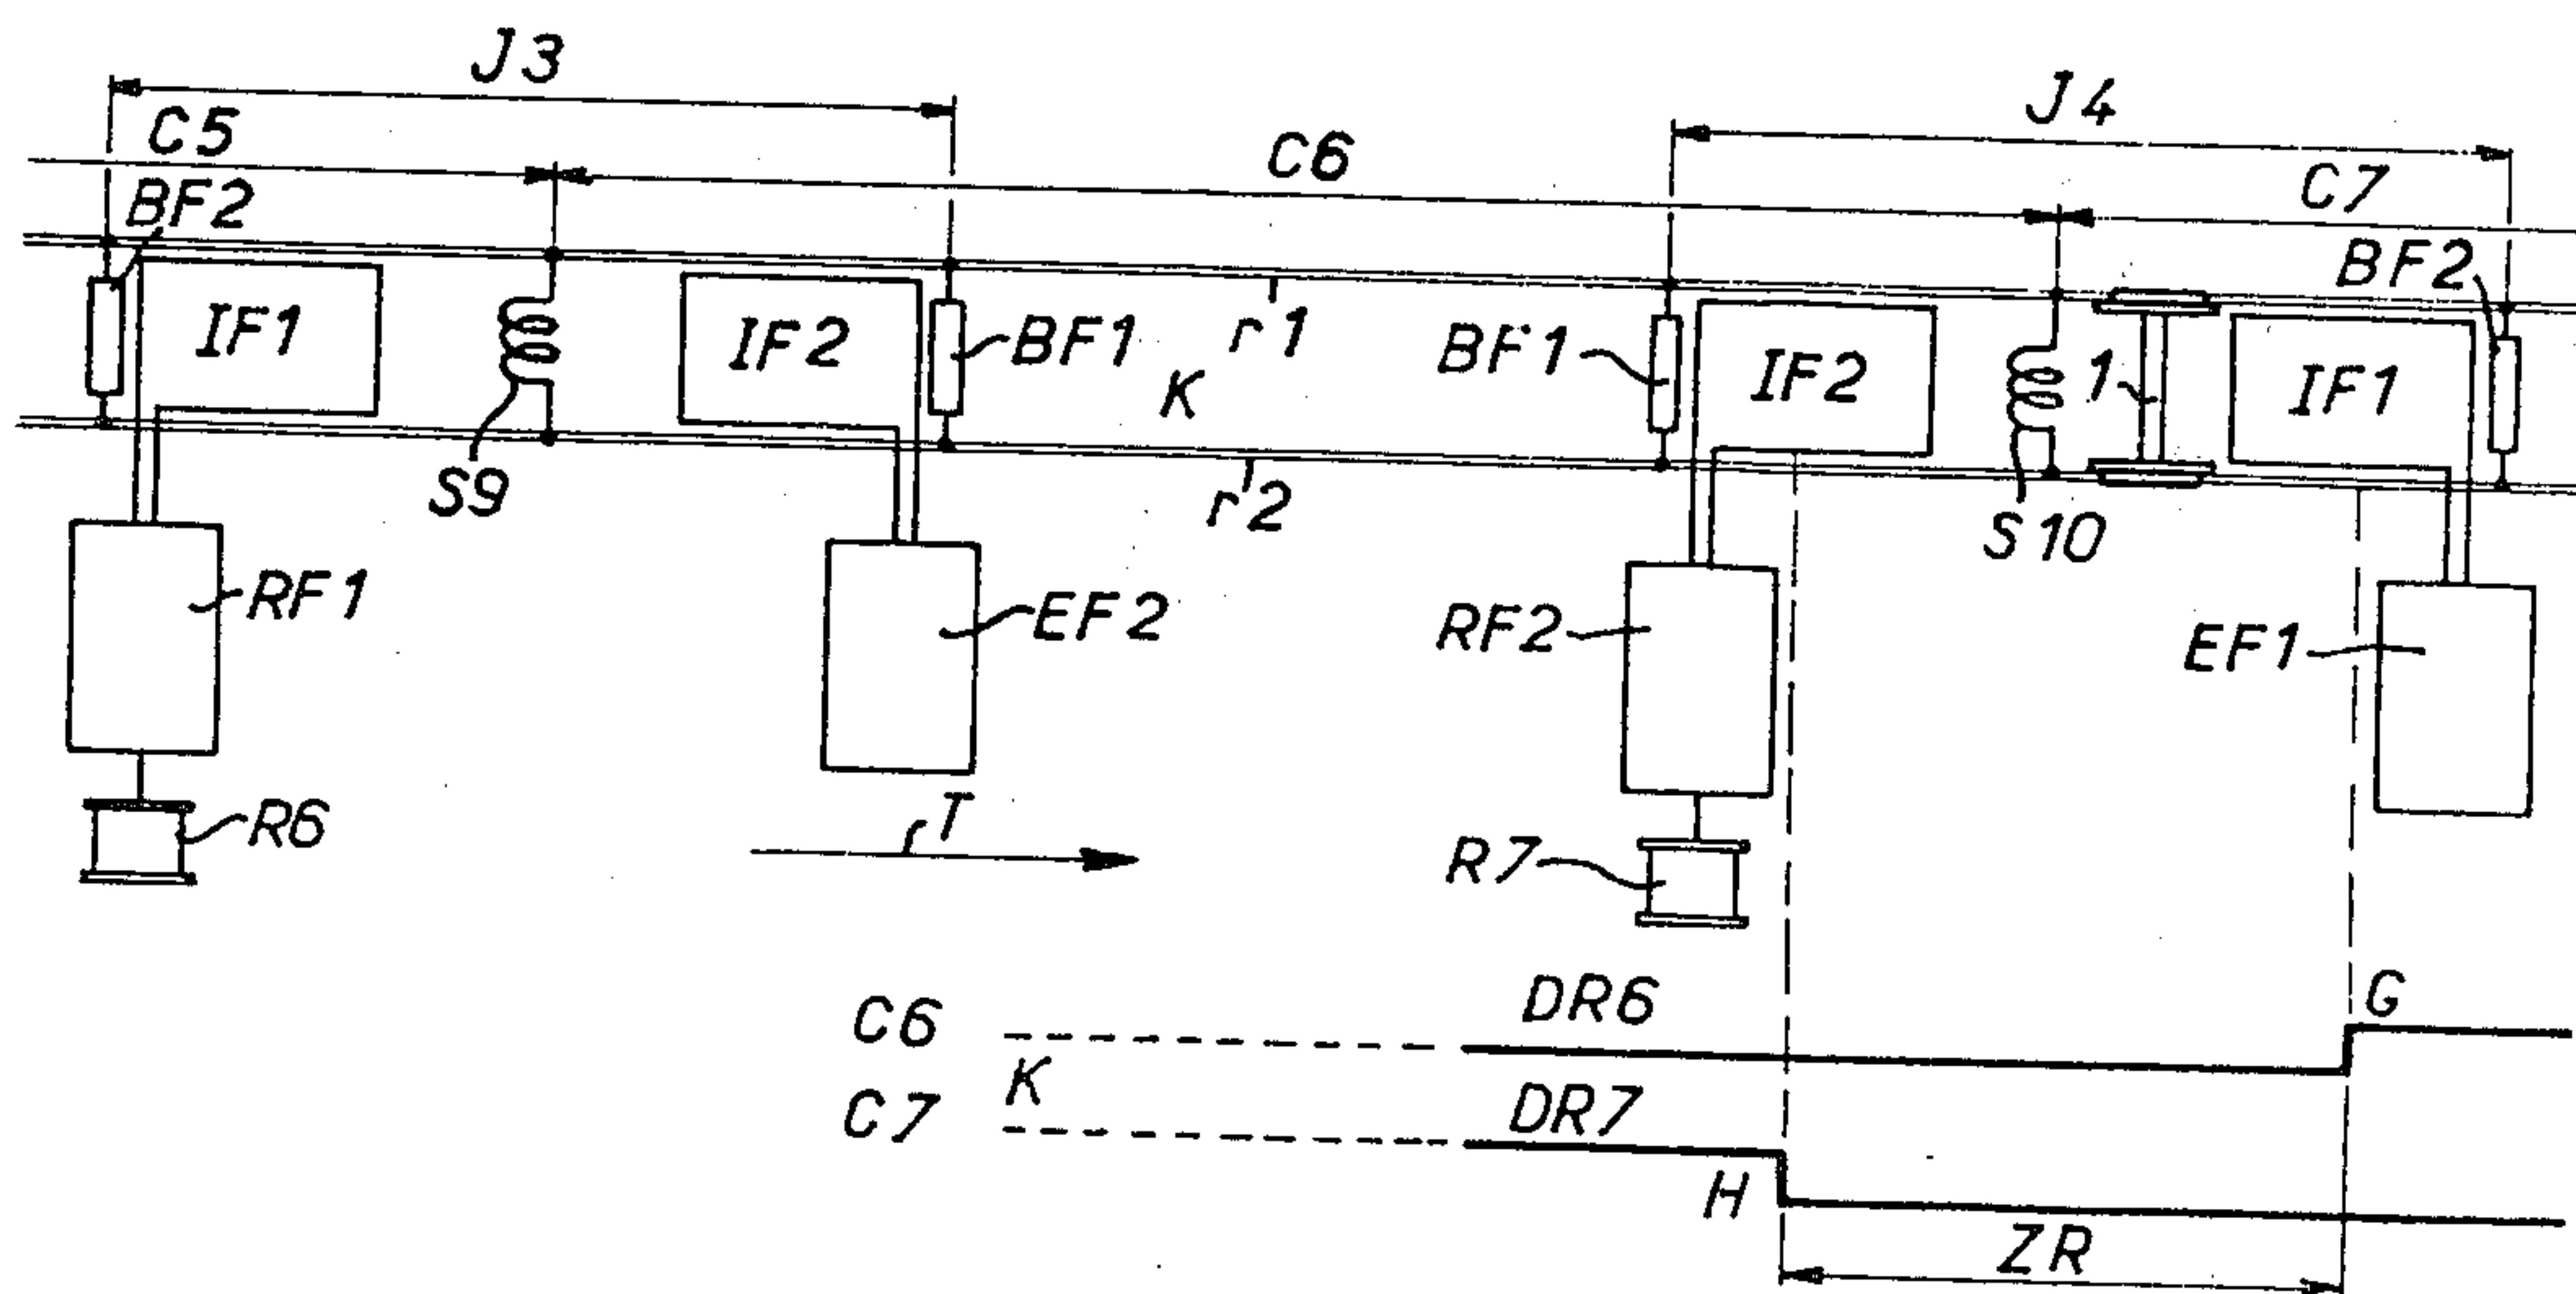 J3
J4
C5
C6
C7
BF2
BF2
IF1
IF2
BF1
r1
K
BF1
IF2
1
IF1
S9
r2
S10
RF1
EF2
RF2
EF1
R6
T
R7
C6
DR6
G
K
C7
DR7
H
ZR